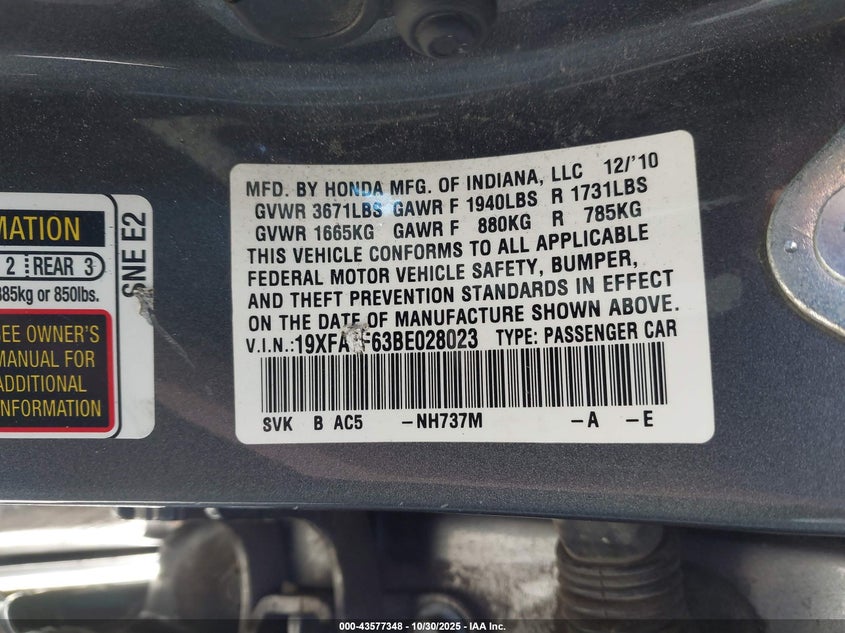 MATION
2 REAR 3
385kg or 850lbs.
SEE OWNER'S
MANUAL FOR
ADDITIONAL
INFORMATION
SNE E2
MFD. BY HONDA MFG. OF INDIANA, LLC 12/'10
GVWR 3671LBS GAWR F 1940LBS R 1731LBS
GVWR 1665KG GAWR F 880KG R 785KG
THIS VEHICLE CONFORMS TO ALL APPLICABLE
FEDERAL MOTOR VEHICLE SAFETY, BUMPER,
AND THEFT PREVENTION STANDARDS IN EFFECT
ON THE DATE OF MANUFACTURE SHOWN ABOVE.
V.I.N.: TYPE: PASSENGER CAR
SVK B AC5 -NH737M -A -E
000-43577348 - 10/30/2025 - IAA Inc.